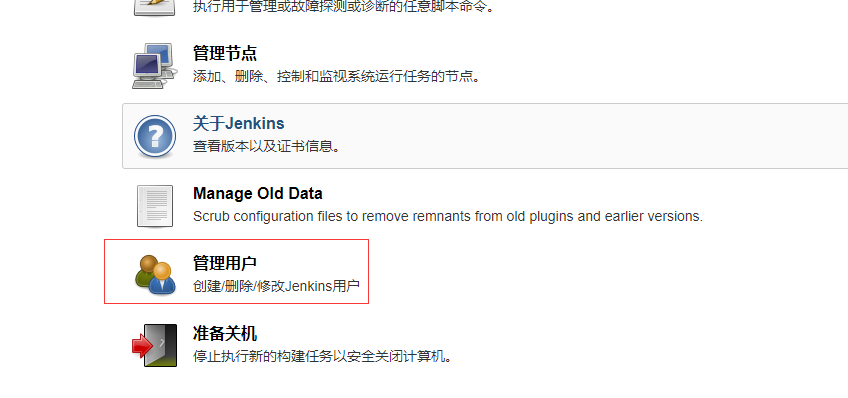 执行用于管理或故障探测或诊断的任意脚本命令。
管理节点
添加、删除、控制和监视系统运行任务的节点。
关于Jenkins
查看版本以及证书信息。
Manage Old Data
Scrub configuration files to remove remnants from old plugins and earlier versions.
管理用户
创建/删除/修改Jenkins用户
准备关机
停止执行新的构建任务以安全关闭计算机。